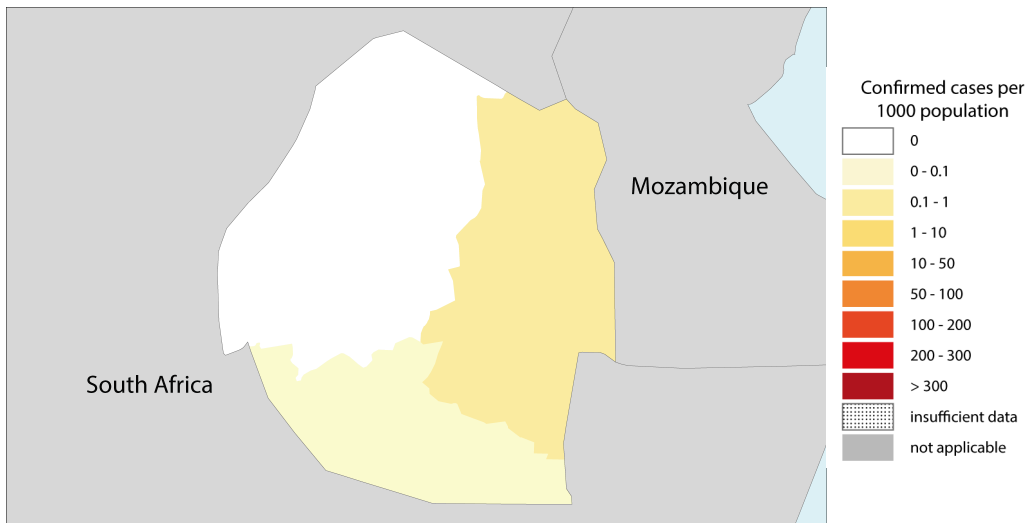 Confirmed cases per
1000 population
0
0 - 0.1
0.1 - 1
1 - 10
10 - 50
50 - 100
100 - 200
200 - 300
> 300
insufficient data
not applicable
Mozambique
South Africa